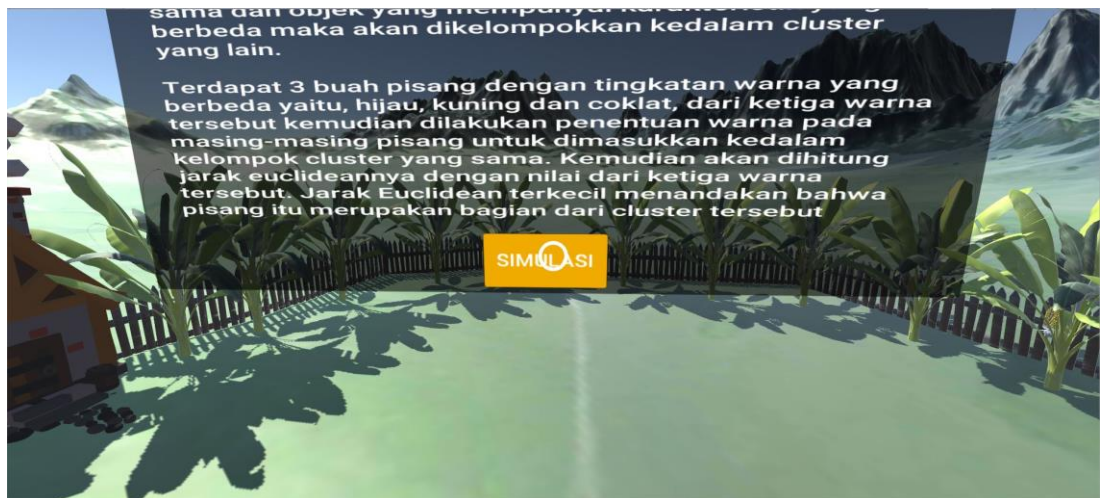 sama dan objek yang mempunyai
berbeda maka akan dikelompokkan kedalam cluster
yang lain.
Terdapat 3 buah pisang dengan tingkatan warna yang
berbeda yaitu, hijau, kuning dan coklat, dari ketiga warna
tersebut kemudian dilakukan penentuan warna pada
masing-masing pisang untuk dimasukkan kedalam
kelompok cluster yang sama. Kemudian akan dihitung
jarak euclideannya dengan nilai dari ketiga warna
tersebut. Jarak Euclidean terkecil menandakan bahwa
pisang itu merupakan bagian dari cluster tersebut
SIMULASI